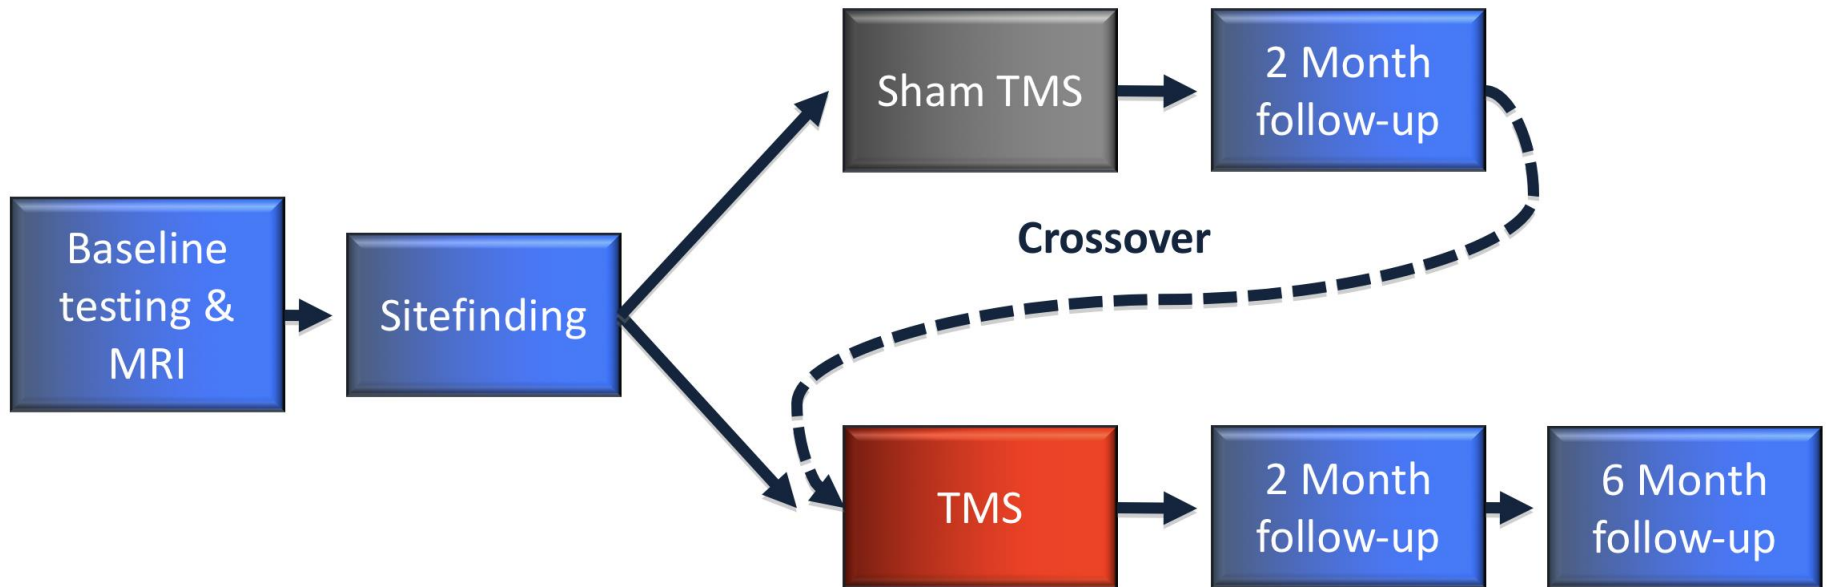 Baseline
testing &
MRI
Sitefinding
Sham TMS
2 Month
follow-up
Crossover
TMS
2 Month
follow-up
6 Month
follow-up